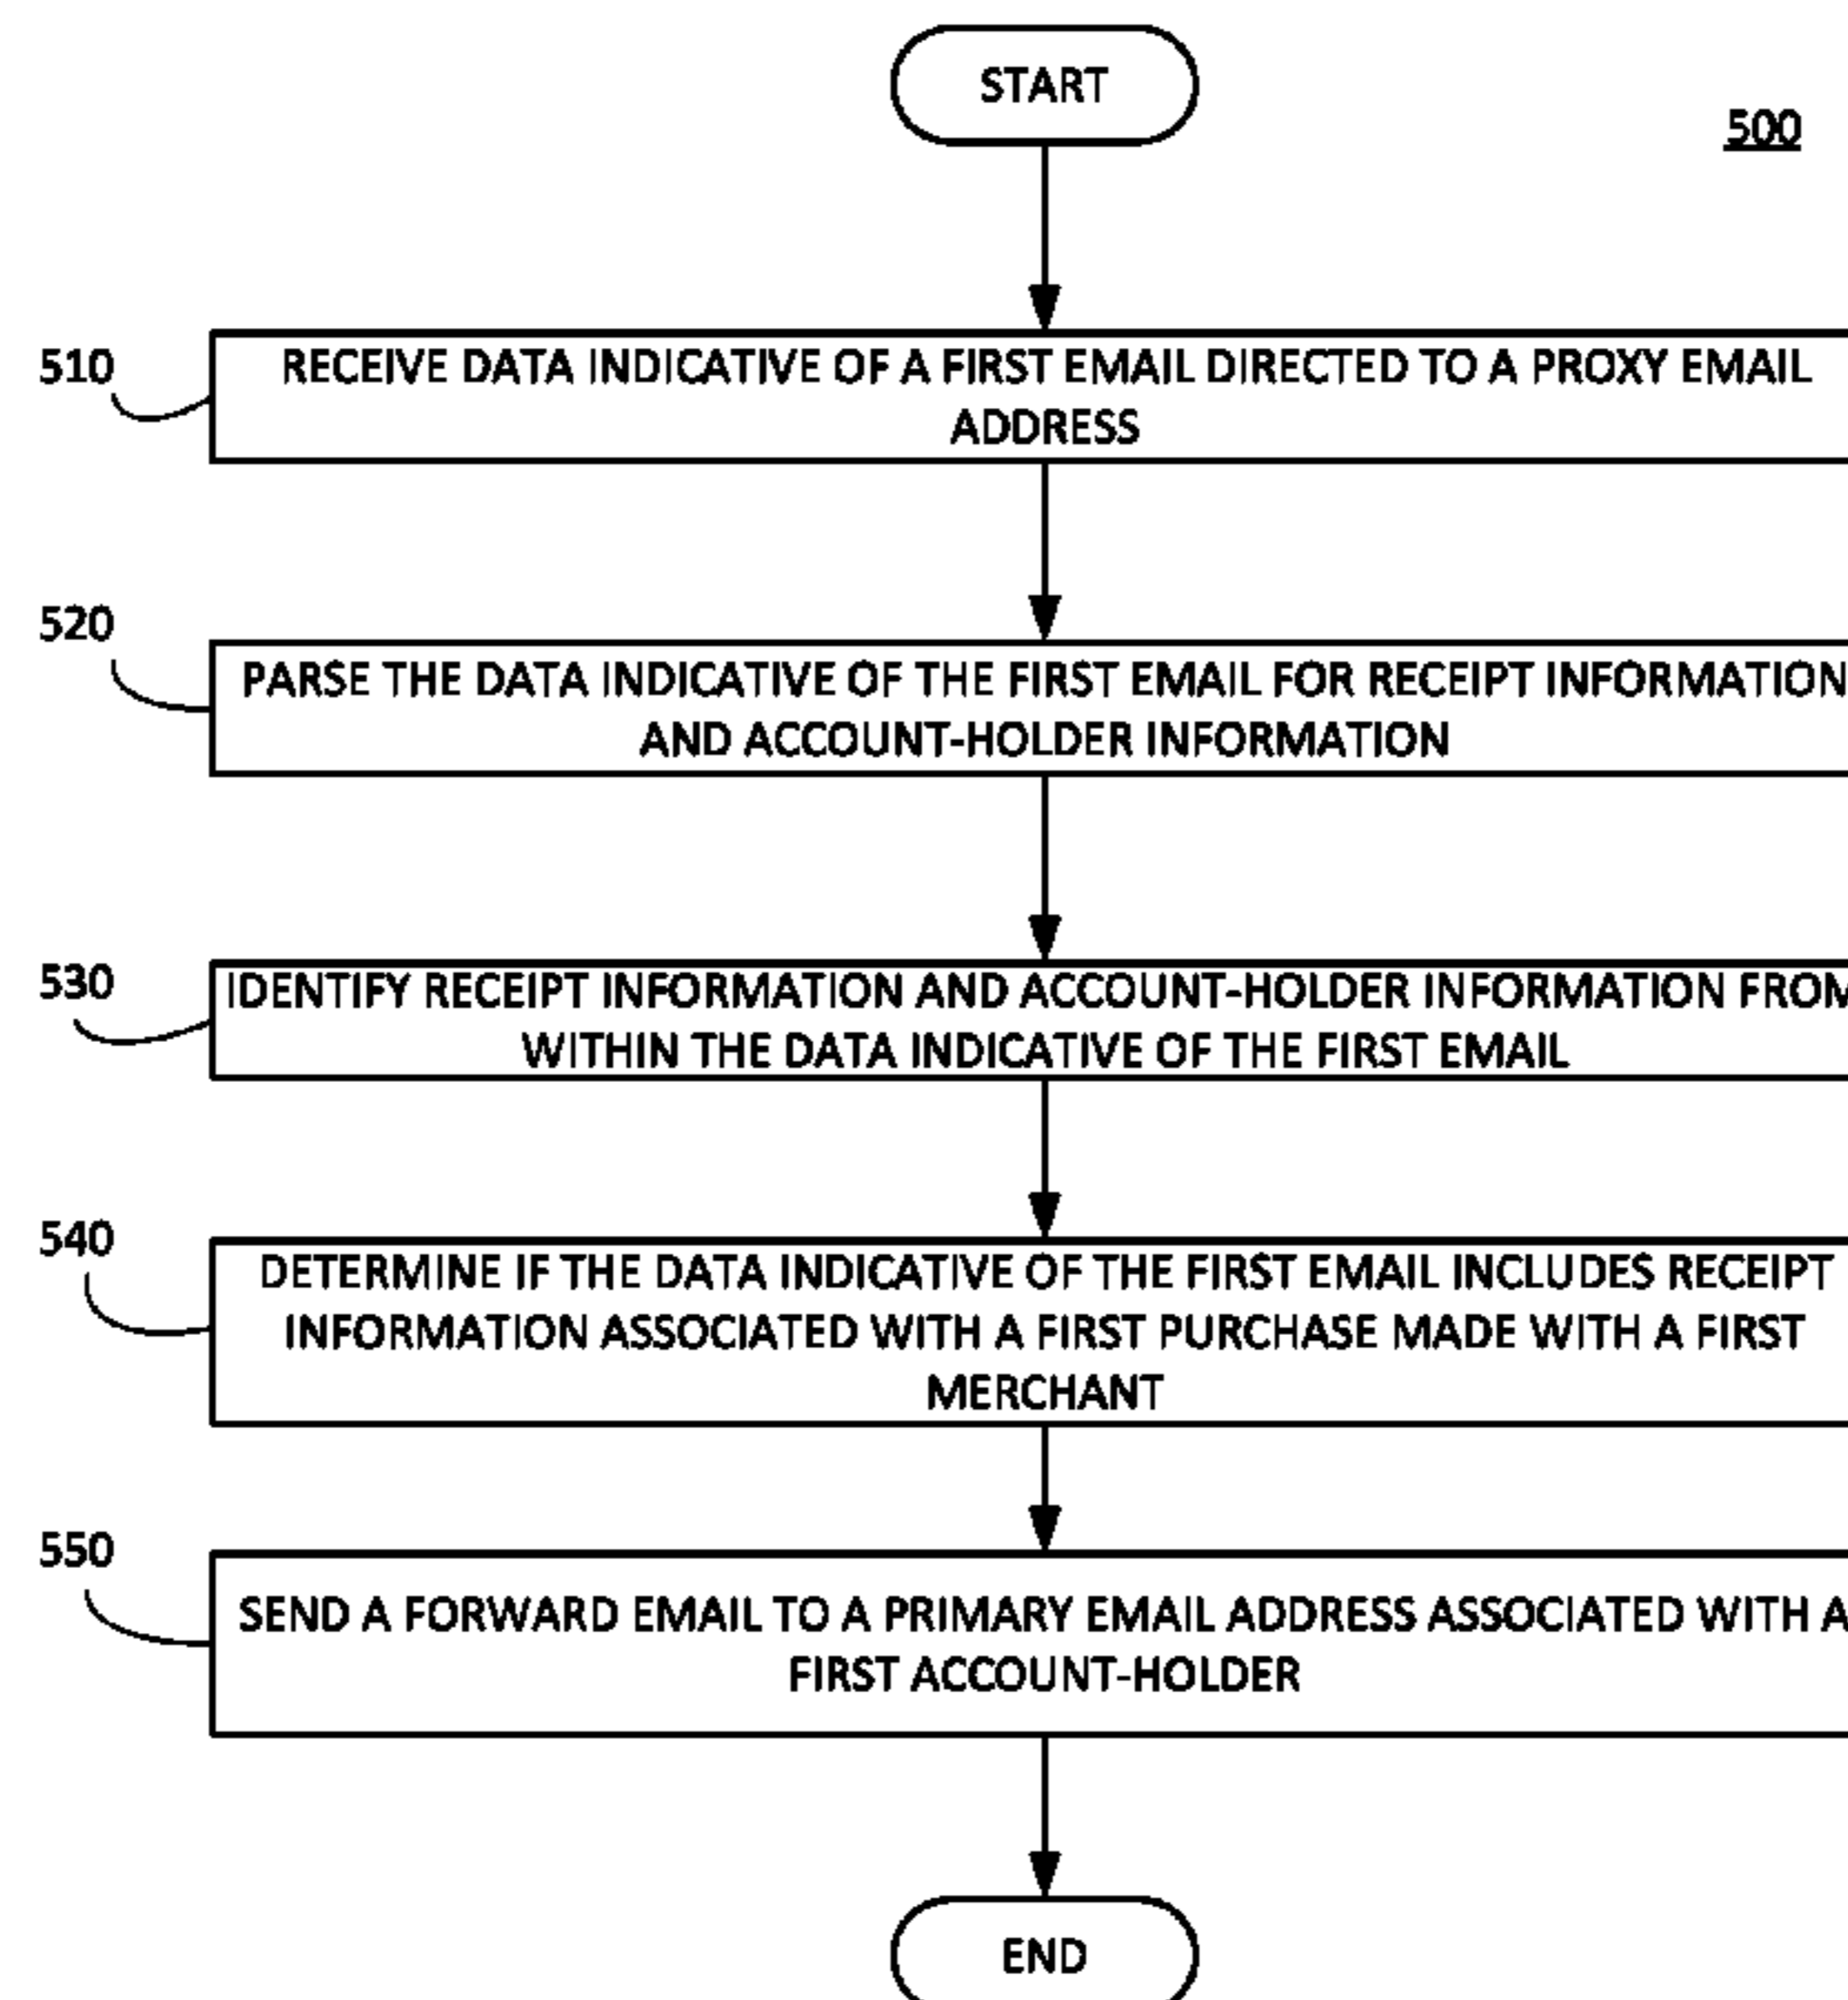 START
500
510
RECEIVE DATA INDICATIVE OF A FIRST EMAIL DIRECTED TO A PROXY EMAIL
ADDRESS
520
PARSE THE DATA INDICATIVE OF THE FIRST EMAIL FOR RECEIPT INFORMATION
AND ACCOUNT-HOLDER INFORMATION
530
IDENTIFY RECEIPT INFORMATION AND ACCOUNT-HOLDER INFORMATION FROM
WITHIN THE DATA INDICATIVE OF THE FIRST EMAIL
540
DETERMINE IF THE DATA INDICATIVE OF THE FIRST EMAIL INCLUDES RECEIPT
INFORMATION ASSOCIATED WITH A FIRST PURCHASE MADE WITH A FIRST
MERCHANT
550
SEND A FORWARD EMAIL TO A PRIMARY EMAIL ADDRESS ASSOCIATED WITH A
FIRST ACCOUNT-HOLDER
END